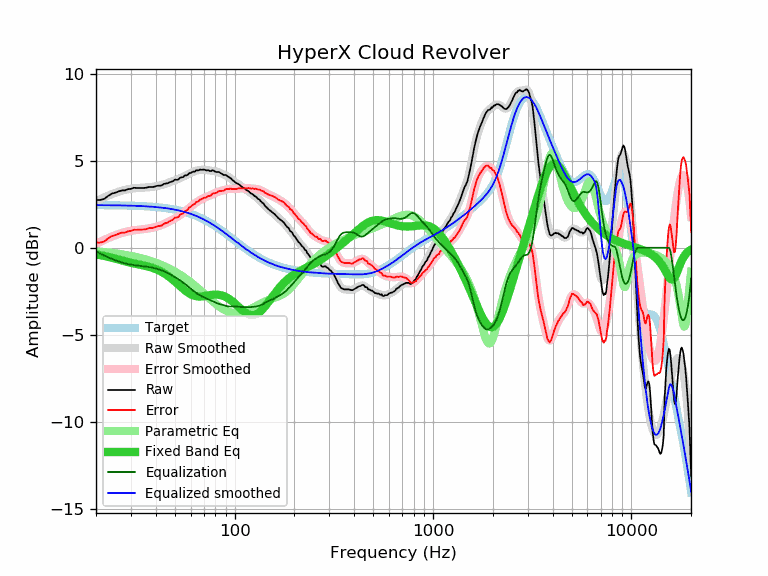 HyperX Cloud Revolver
10
5
0
−5
−10
−15
Amplitude (dBr)
Target
Raw Smoothed
Error Smoothed
Raw
Error
Parametric Eq
Fixed Band Eq
Equalization
Equalized smoothed
100
1000
10000
Frequency (Hz)